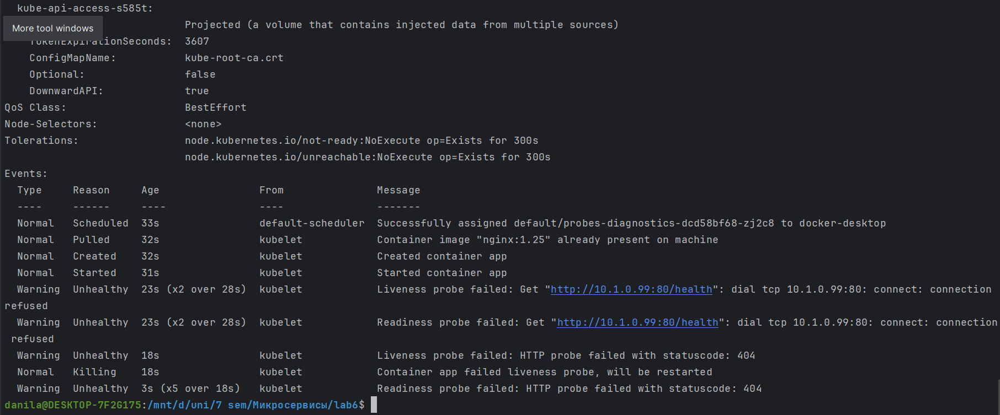 kube-api-access-s585t:
More tool windows
Projected (a volume that contains injected data from multiple sources)
TokenExpirationSeconds:  3607
ConfigMapName:           kube-root-ca.crt
Optional:                false
DownwardAPI:             true
QoS Class:                   BestEffort
Node-Selectors:              <none>
Tolerations:                 node.kubernetes.io/not-ready:NoExecute op=Exists for 300s
node.kubernetes.io/unreachable:NoExecute op=Exists for 300s
Events:
Type     Reason     Age                From               Message
----     ------     ----               ----               -------
Normal   Scheduled  33s                default-scheduler  Successfully assigned default/probes-diagnostics-dcd58bf68-zj2c8 to docker-desktop
Normal   Pulled     32s                kubelet            Container image "nginx:1.25" already present on machine
Normal   Created    32s                kubelet            Created container app
Normal   Started    31s                kubelet            Started container app
Warning  Unhealthy  23s (x2 over 28s)  kubelet            Liveness probe failed: Get "http://10.1.0.99:80/health": dial tcp 10.1.0.99:80: connect: connection
refused
Warning  Unhealthy  23s (x2 over 28s)  kubelet            Readiness probe failed: Get "http://10.1.0.99:80/health": dial tcp 10.1.0.99:80: connect: connection
refused
Warning  Unhealthy  18s                kubelet            Liveness probe failed: HTTP probe failed with statuscode: 404
Normal   Killing    18s                kubelet            Container app failed liveness probe, will be restarted
Warning  Unhealthy  3s (x5 over 18s)   kubelet            Readiness probe failed: HTTP probe failed with statuscode: 404
danila@DESKTOP-7F2G175:/mnt/d/uni/7 sem/Микросервисы/lab6$